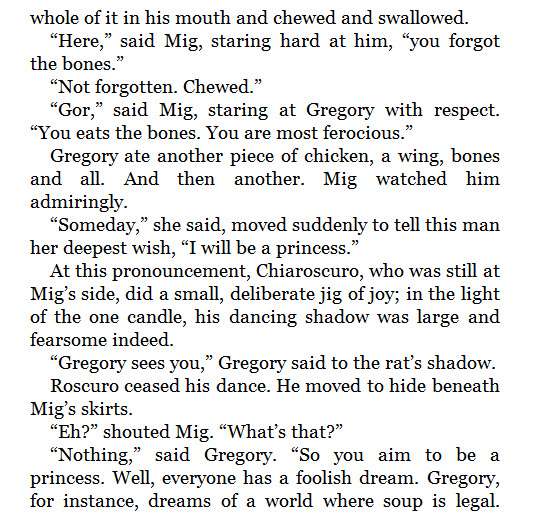 whole of it in his mouth and chewed and swallowed.
“Here,” said Mig, staring hard at him, “you forgot
the bones.”
“Not forgotten. Chewed.”
“Gor,” said Mig, staring at Gregory with respect.
“You eats the bones. You are most ferocious.”
Gregory ate another piece of chicken, a wing, bones
and all. And then another. Mig watched him
admiringly.
“Someday,” she said, moved suddenly to tell this man
her deepest wish, “I will be a princess.”
At this pronouncement, Chiaroscuro, who was still at
Mig’s side, did a small, deliberate jig of joy; in the light
of the one candle, his dancing shadow was large and
fearsome indeed.
“Gregory sees you,” Gregory said to the rat’s shadow.
Roscuro ceased his dance. He moved to hide beneath
Mig’s skirts.
“Eh?” shouted Mig. “What’s that?”
“Nothing,” said Gregory. “So you aim to be a
princess. Well, everyone has a foolish dream. Gregory,
for instance, dreams of a world where soup is legal.